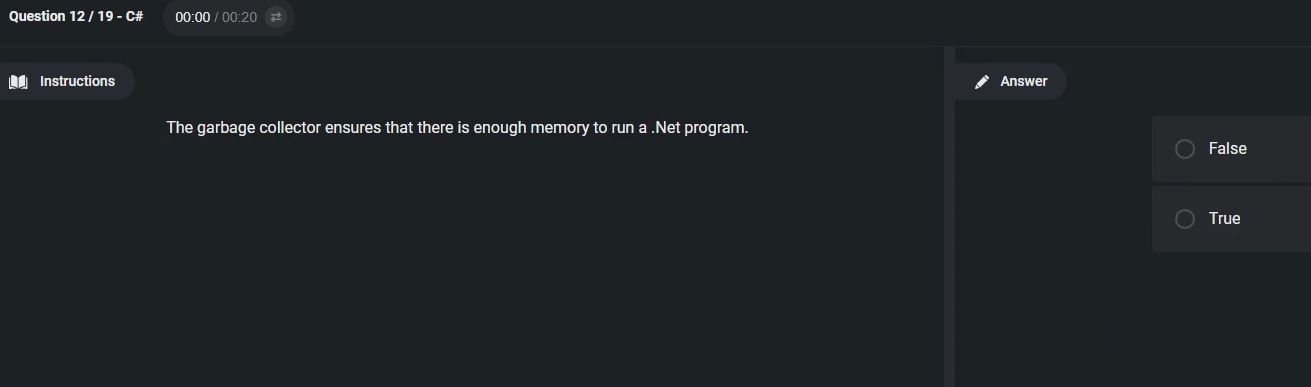 Question 12 / 19 - C#
00:00 / 00:20
Instructions
Answer
The garbage collector ensures that there is enough memory to run a .Net program.
False
True